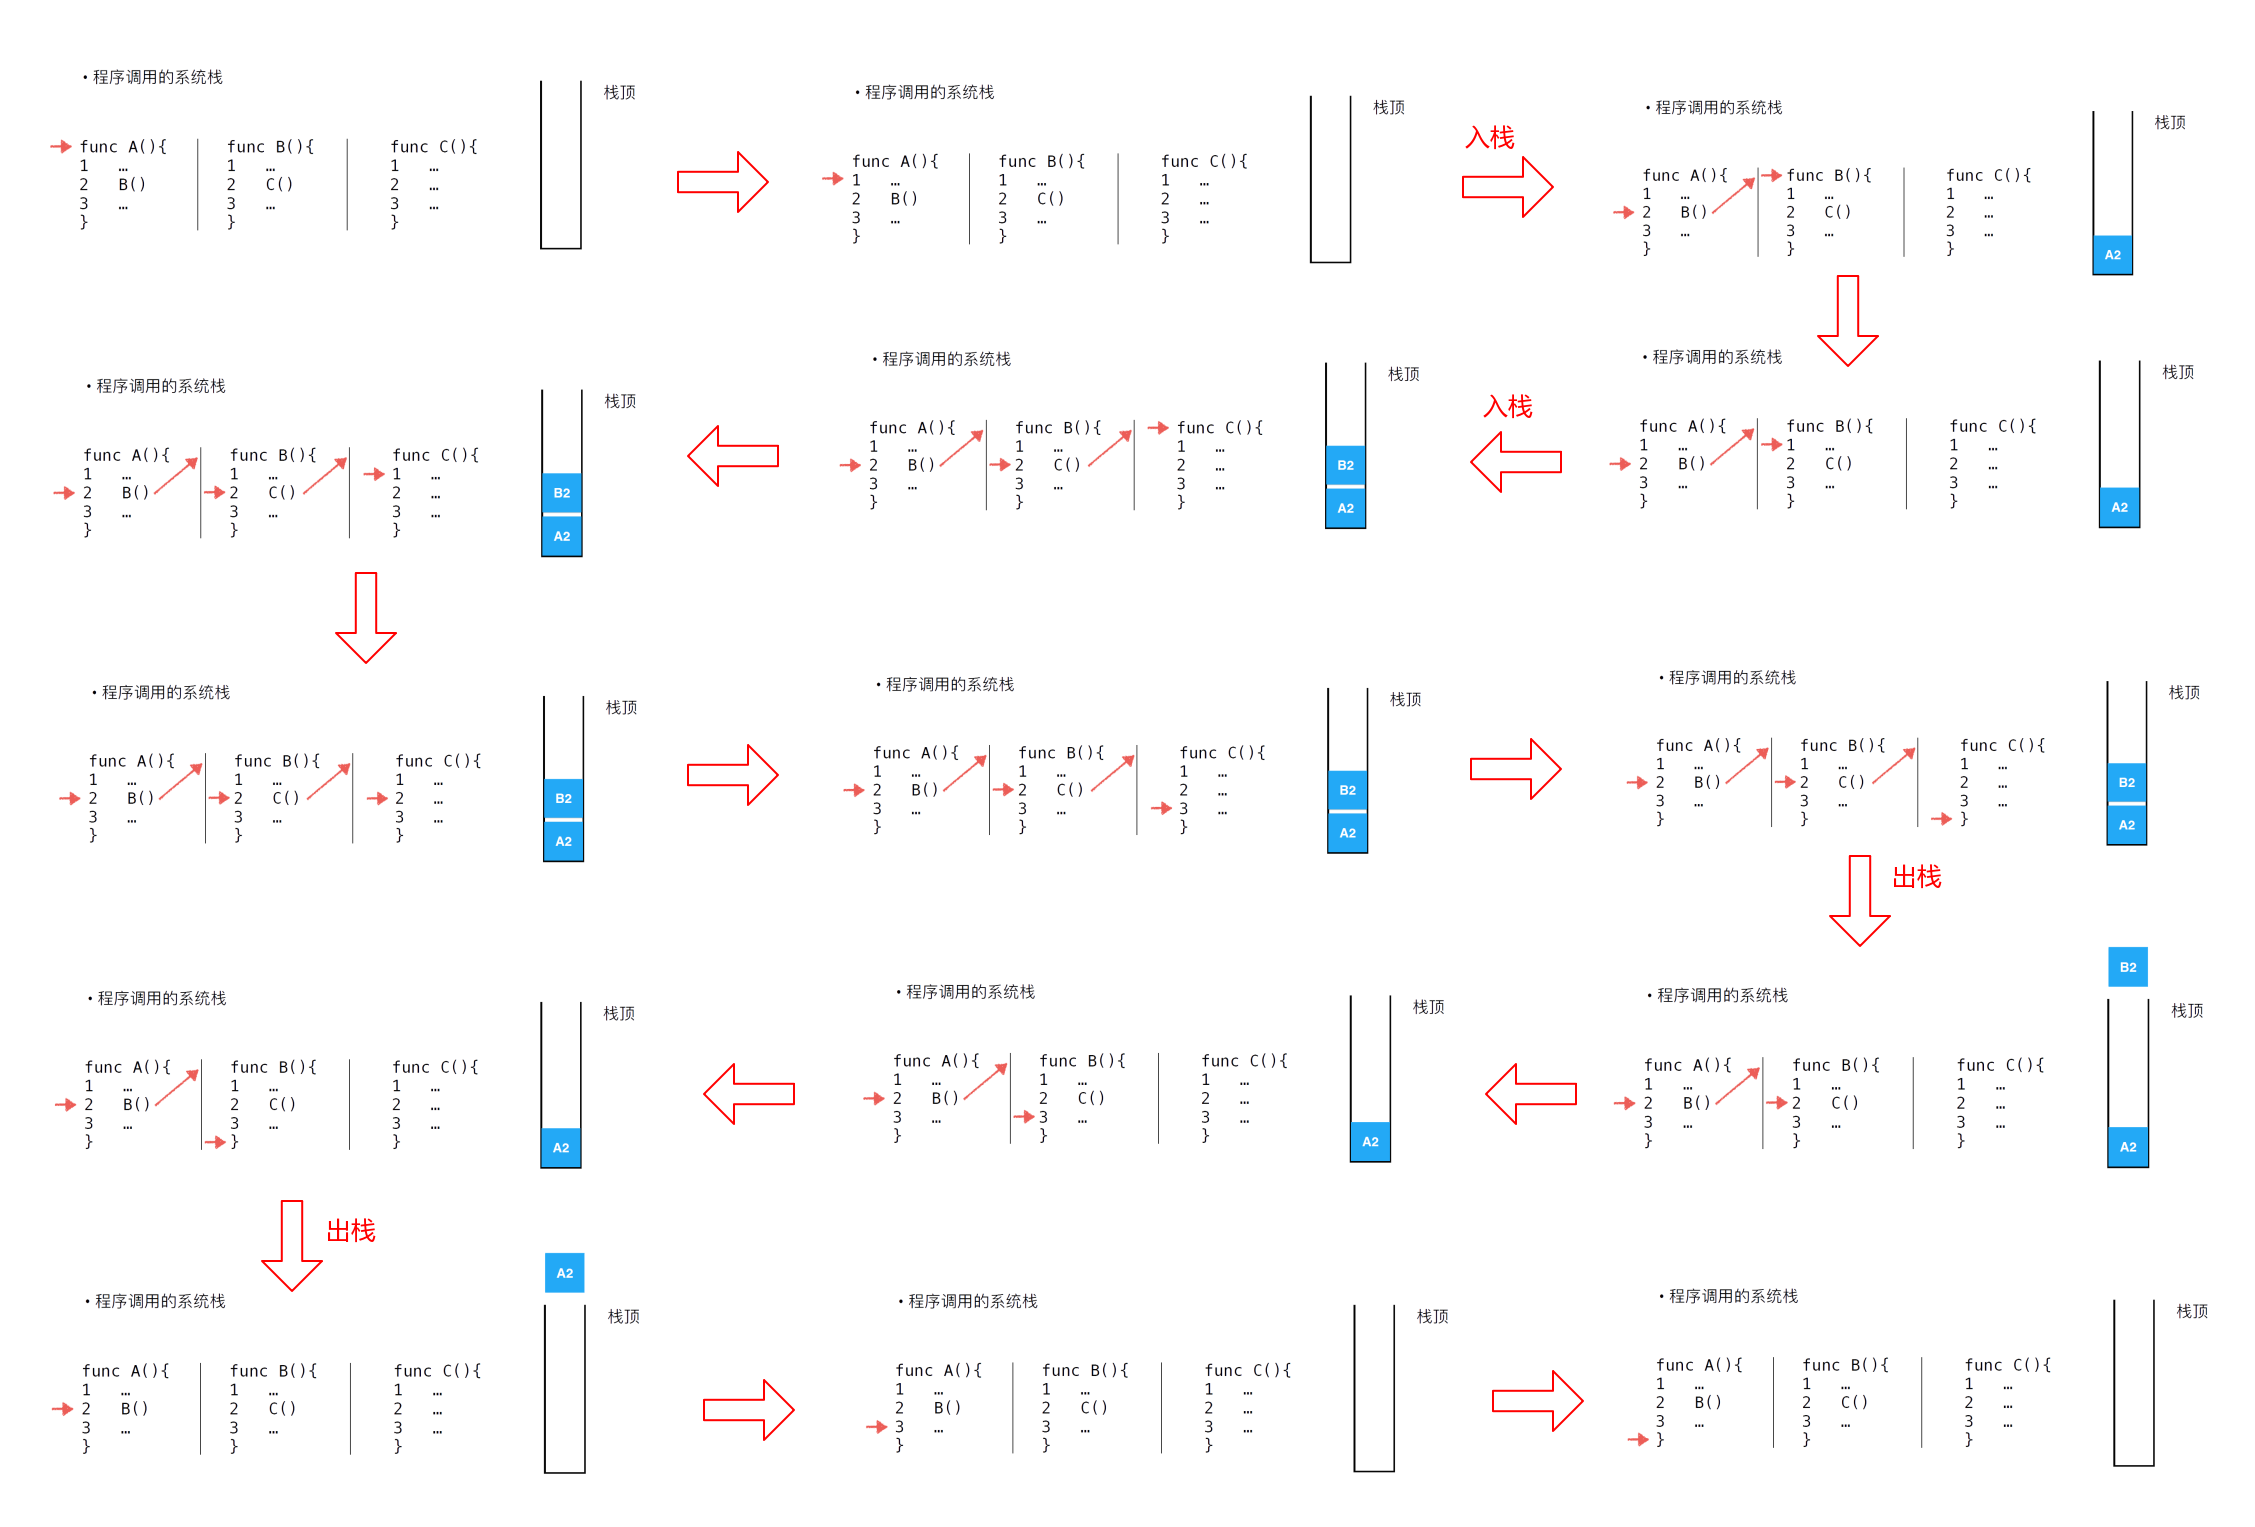 • 程序调用的系统栈
栈顶
func A(){ func B(){ func C(){
1 … 1 … 1 …
2 B() 2 C() 2 …
3 … 3 … 3 …
} } }
• 程序调用的系统栈
栈顶
func A(){ func B(){ func C(){
1 … 1 … 1 …
2 B() 2 C() 2 …
3 … 3 … 3 …
} } }
入栈
• 程序调用的系统栈
栈顶
func A(){ func B(){ func C(){
1 … 1 … 1 …
2 B() 2 C() 2 …
3 … 3 … 3 …
} } }
A2
• 程序调用的系统栈
栈顶
func A(){ func B(){ func C(){
1 … 1 … 1 …
2 B() 2 C() 2 …
3 … 3 … 3 …
} } }
A2
入栈
• 程序调用的系统栈
栈顶
func A(){ func B(){ func C(){
1 … 1 … 1 …
2 B() 2 C() 2 …
3 … 3 … 3 …
} } }
B2
A2
• 程序调用的系统栈
栈顶
func A(){ func B(){ func C(){
1 … 1 … 1 …
2 B() 2 C() 2 …
3 … 3 … 3 …
} } }
B2
A2
• 程序调用的系统栈
栈顶
func A(){ func B(){ func C(){
1 … 1 … 1 …
2 B() 2 C() 2 …
3 … 3 … 3 …
} } }
B2
A2
• 程序调用的系统栈
栈顶
func A(){ func B(){ func C(){
1 … 1 … 1 …
2 B() 2 C() 2 …
3 … 3 … 3 …
} } }
B2
A2
• 程序调用的系统栈
栈顶
func A(){ func B(){ func C(){
1 … 1 … 1 …
2 B() 2 C() 2 …
3 … 3 … 3 …
} } }
B2
A2
出栈
B2
• 程序调用的系统栈
栈顶
func A(){ func B(){ func C(){
1 … 1 … 1 …
2 B() 2 C() 2 …
3 … 3 … 3 …
} } }
A2
• 程序调用的系统栈
栈顶
func A(){ func B(){ func C(){
1 … 1 … 1 …
2 B() 2 C() 2 …
3 … 3 … 3 …
} } }
A2
• 程序调用的系统栈
栈顶
func A(){ func B(){ func C(){
1 … 1 … 1 …
2 B() 2 C() 2 …
3 … 3 … 3 …
} } }
A2
出栈
A2
• 程序调用的系统栈
栈顶
func A(){ func B(){ func C(){
1 … 1 … 1 …
2 B() 2 C() 2 …
3 … 3 … 3 …
} } }
• 程序调用的系统栈
栈顶
func A(){ func B(){ func C(){
1 … 1 … 1 …
2 B() 2 C() 2 …
3 … 3 … 3 …
} } }
• 程序调用的系统栈
栈顶
func A(){ func B(){ func C(){
1 … 1 … 1 …
2 B() 2 C() 2 …
3 … 3 … 3 …
} } }